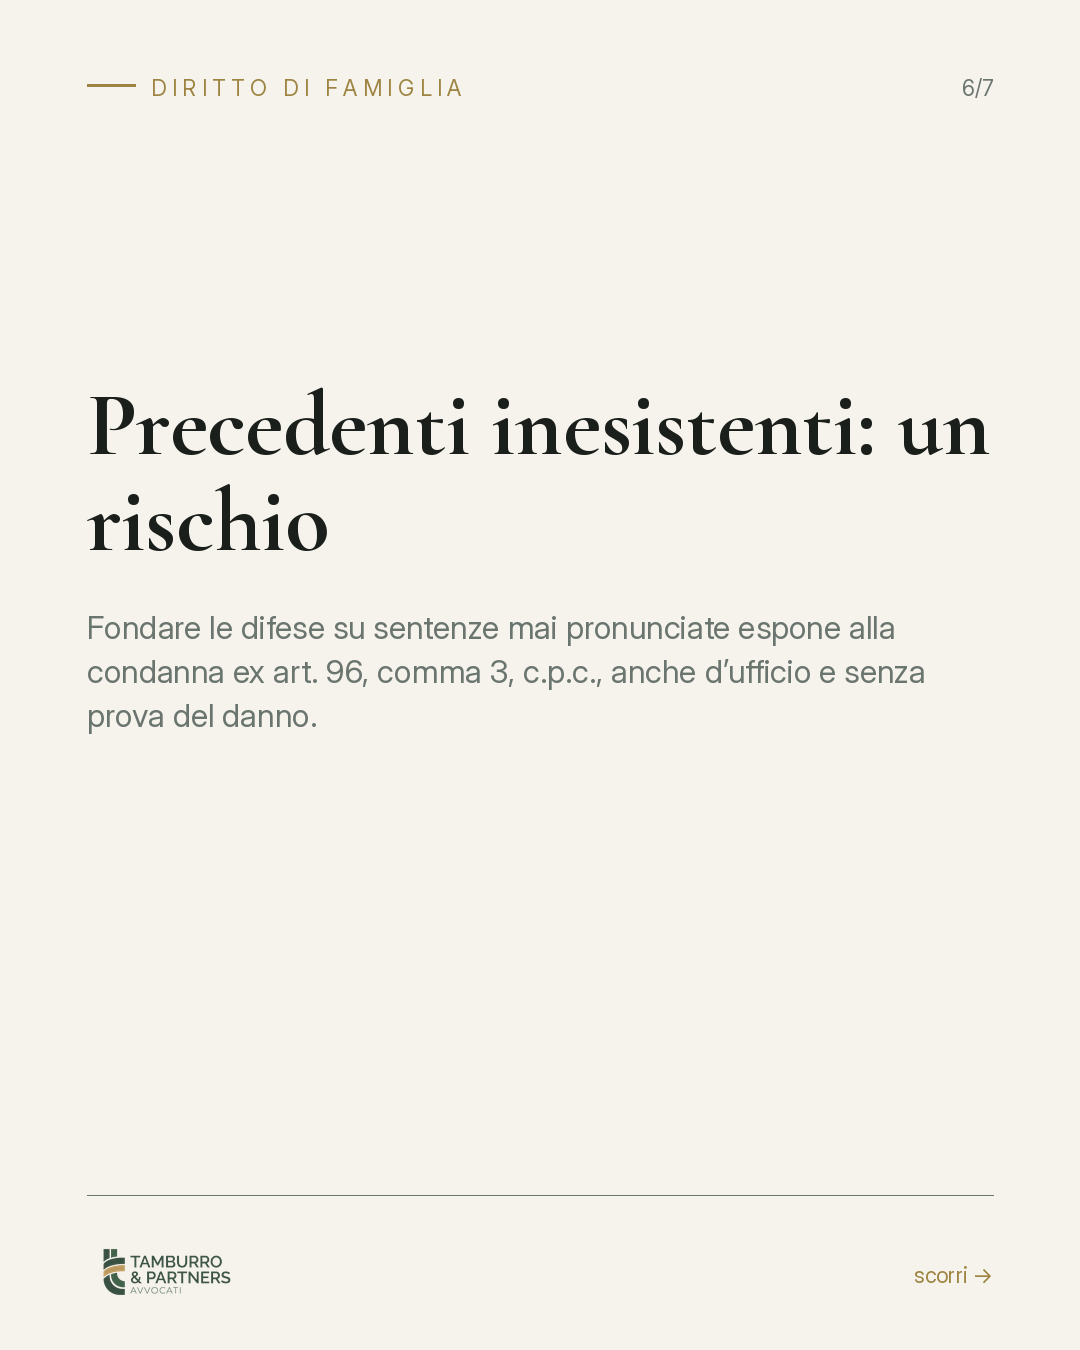 DIRITTO DI FAMIGLIA
6/7
Precedenti inesistenti: un
rischio
Fondare le difese su sentenze mai pronunciate espone alla
condanna ex art. 96, comma 3, c.p.c., anche d’ufficio e senza
prova del danno.
TAMBURRO
& PARTNERS
AVVOCATI
scorri →